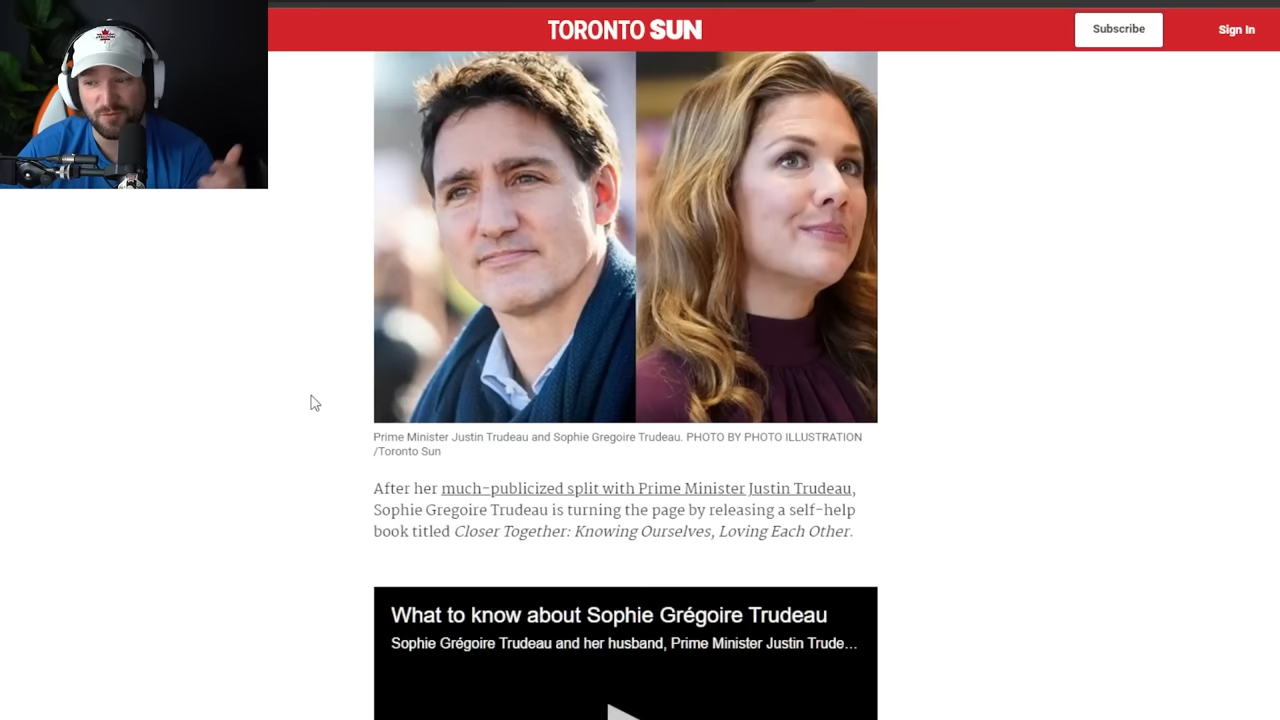 TORONTO SUN
Subscribe
Sign In
Prime Minister Justin Trudeau and Sophie Gregoire Trudeau. PHOTO BY PHOTO ILLUSTRATION
/Toronto Sun
After her much-publicized split with Prime Minister Justin Trudeau,
Sophie Gregoire Trudeau is turning the page by releasing a self-help
book titled Closer Together: Knowing Ourselves, Loving Each Other.
What to know about Sophie Grégoire Trudeau
Sophie Grégoire Trudeau and her husband, Prime Minister Justin Trude…